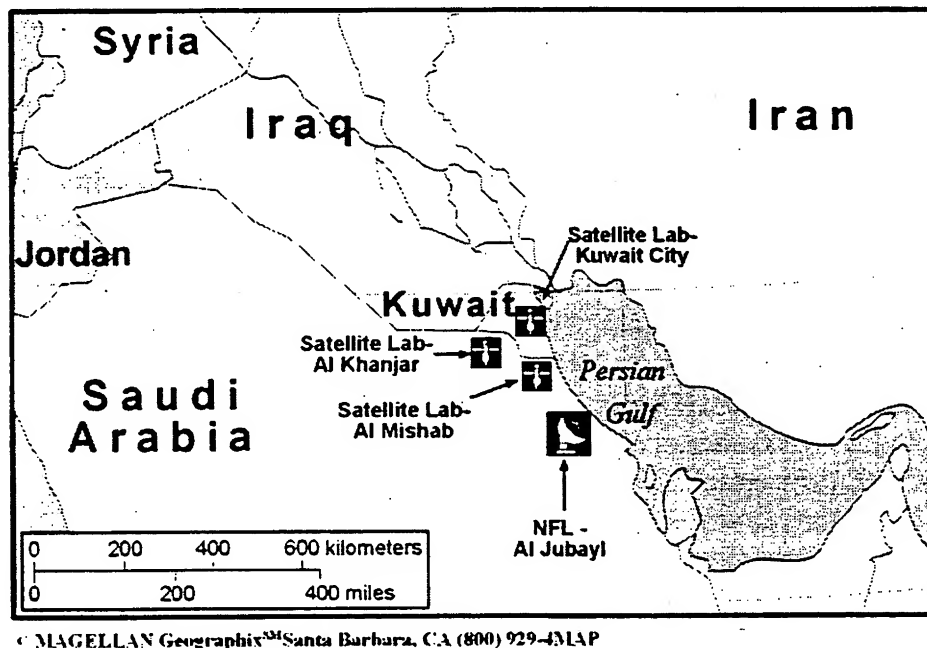 Syria
Iraq
Iran
Jordan
Satellite Lab-
Kuwait City
Kuwait
Satellite Lab-
Al Khanjar
Persian
Gulf
Saudi
Arabia
Satellite Lab-
Al Mishab
NFL -
Al Jubayl
0 200 400 600 kilometers
0 200 400 miles
© MAGELLAN Geographix℠Santa Barbara, CA (800) 929-4MAP